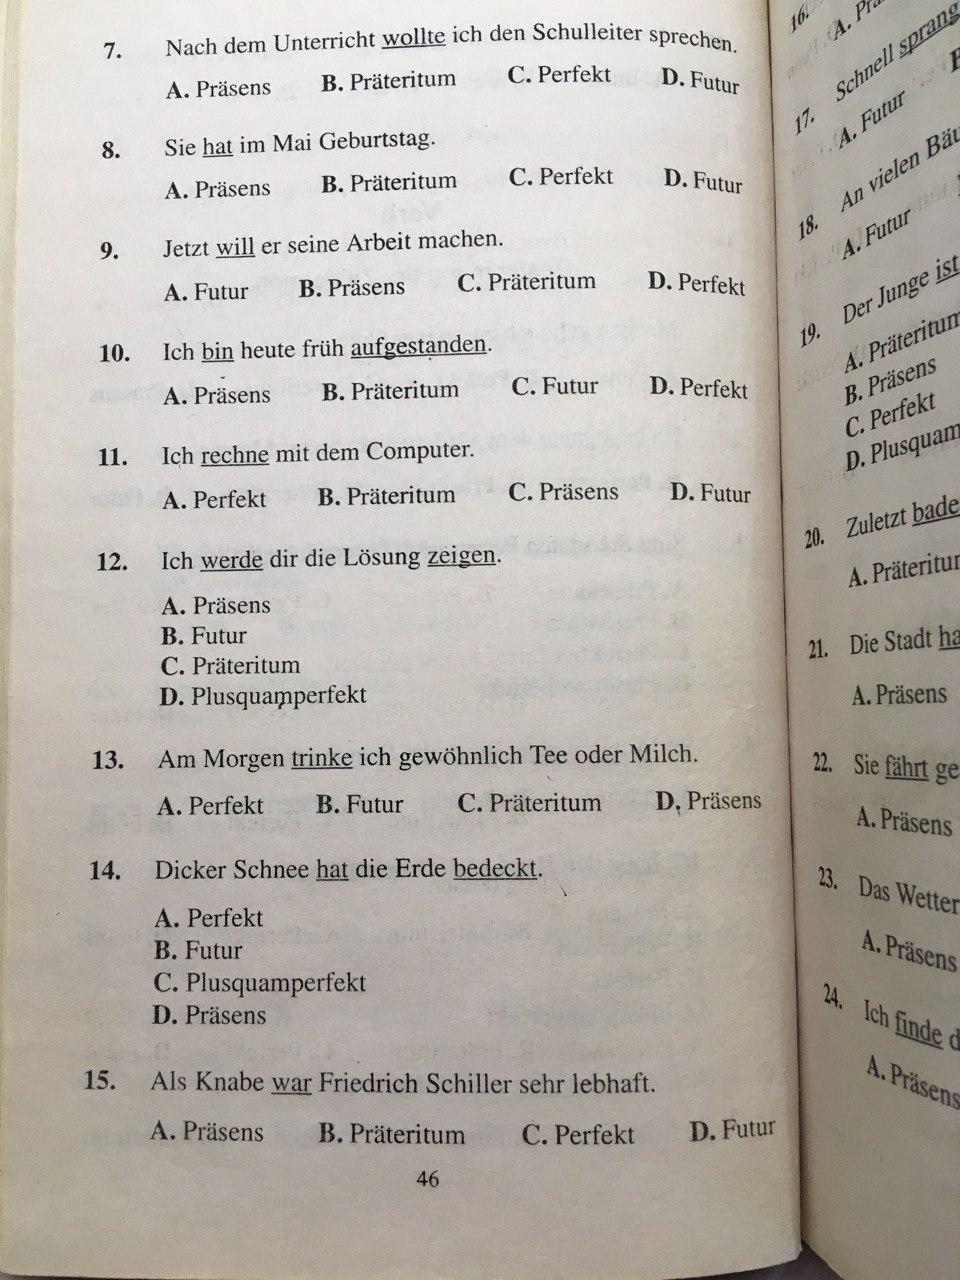 7. Nach dem Unterricht wollte ich den Schulleiter sprechen.
A. Präsens B. Präteritum C. Perfekt D. Futur
8. Sie hat im Mai Geburtstag.
A. Präsens B. Präteritum C. Perfekt D. Futur
9. Jetzt will er seine Arbeit machen.
A. Futur B. Präsens C. Präteritum D. Perfekt
10. Ich bin heute früh aufgestanden.
A. Präsens B. Präteritum C. Futur D. Perfekt
11. Ich rechne mit dem Computer.
A. Perfekt B. Präteritum C. Präsens D. Futur
12. Ich werde dir die Lösung zeigen.
A. Präsens
B. Futur
C. Präteritum
D. Plusquamperfekt
13. Am Morgen trinke ich gewöhnlich Tee oder Milch.
A. Perfekt B. Futur C. Präteritum D. Präsens
14. Dicker Schnee hat die Erde bedeckt.
A. Perfekt
B. Futur
C. Plusquamperfekt
D. Präsens
15. Als Knabe war Friedrich Schiller sehr lebhaft.
A. Präsens B. Präteritum C. Perfekt D. Futur
46
16.
A. Prä
17. Schnell sprang
A. Futur
18. An vielen Bäu
A. Futur
19. Der Junge ist
A. Präteritum
B. Präsens
C. Perfekt
D. Plusquam
20. Zuletzt bade
A. Präteritur
21. Die Stadt ha
A. Präsens
22. Sie fährt ge
A. Präsens
23. Das Wetter
A. Präsens
24. Ich finde d
A. Präsens